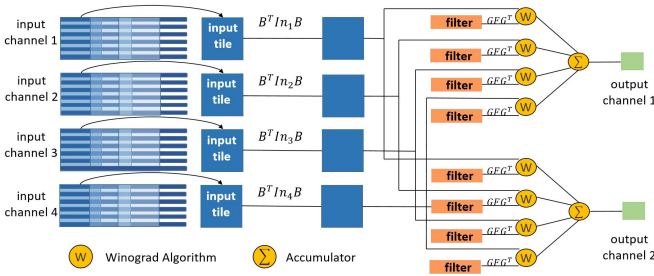 input
channel 1
input
tile
B^T In_1 B
input
channel 2
input
tile
B^T In_2 B
input
channel 3
input
tile
B^T In_3 B
input
channel 4
input
tile
B^T In_4 B
filter GFG^T W
filter GFG^T W
filter GFG^T W
filter GFG^T W
Σ
output
channel 1
filter GFG^T W
filter GFG^T W
filter GFG^T W
filter GFG^T W
Σ
output
channel 2
W Winograd Algorithm
Σ Accumulator